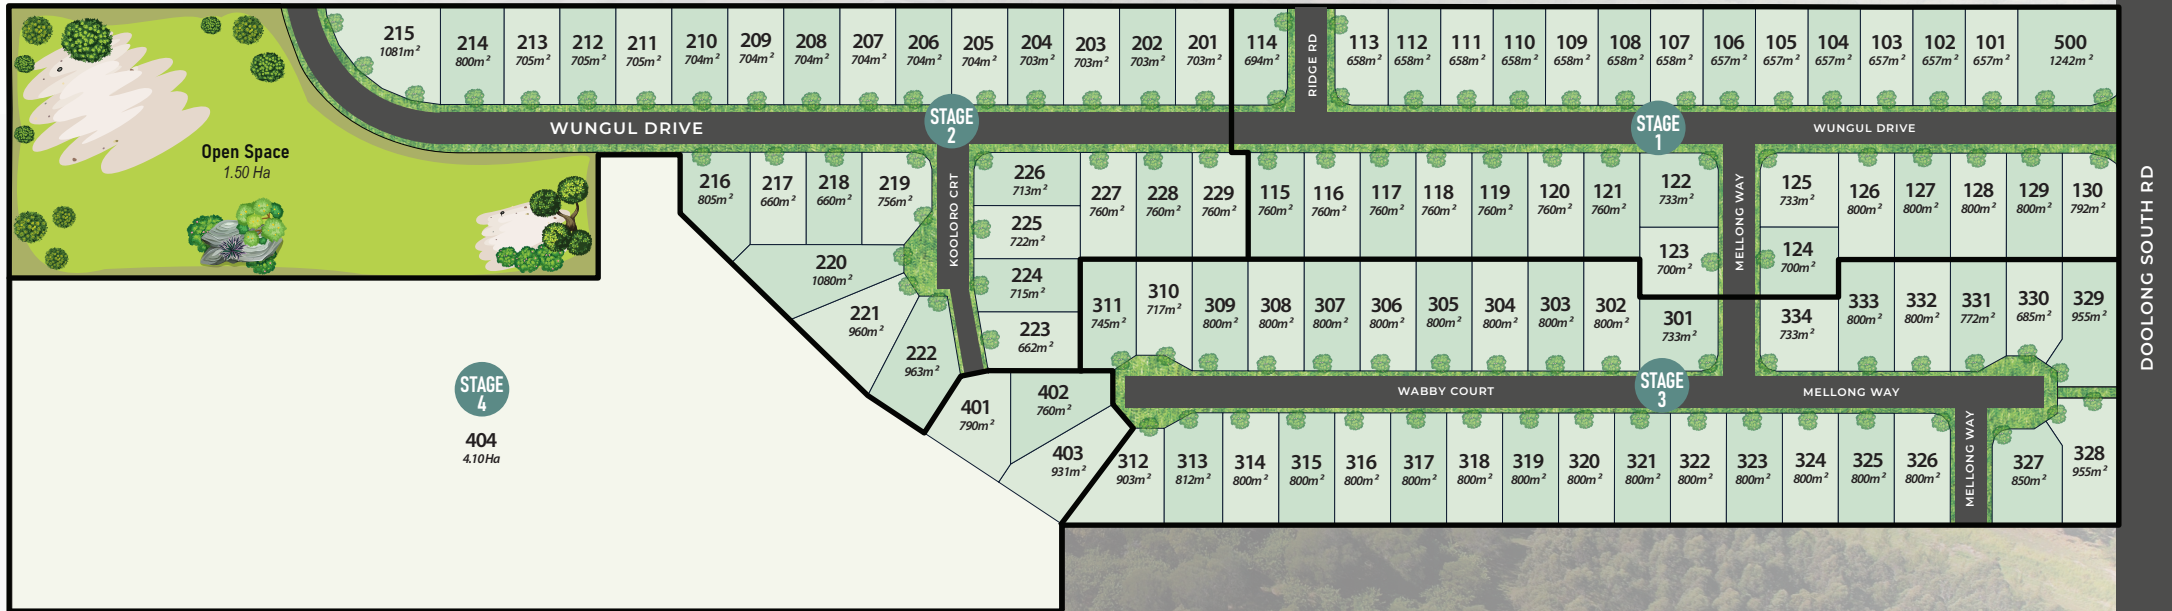 215
1081m²
214
800m²
213
705m²
212
705m²
211
705m²
210
704m²
209
704m²
208
704m²
207
704m²
206
704m²
205
704m²
204
703m²
203
703m²
202
703m²
201
703m²
114
694m²
RIDGE RD
113
658m²
112
658m²
111
658m²
110
658m²
109
658m²
108
658m²
107
658m²
106
657m²
105
657m²
104
657m²
103
657m²
102
657m²
101
657m²
500
1242m²
WUNGUL DRIVE
STAGE
2
STAGE
1
WUNGUL DRIVE
Open Space
1.50 Ha
216
805m²
217
660m²
218
660m²
219
756m²
KOOLORO CRT
226
713m²
225
722m²
224
715m²
223
662m²
227
760m²
228
760m²
229
760m²
115
760m²
116
760m²
117
760m²
118
760m²
119
760m²
120
760m²
121
760m²
122
733m²
123
700m²
MELLONG WAY
125
733m²
124
700m²
126
800m²
127
800m²
128
800m²
129
800m²
130
792m²
DOOLONG SOUTH RD
220
1080m²
221
960m²
222
963m²
311
745m²
310
717m²
309
800m²
308
800m²
307
800m²
306
800m²
305
800m²
304
800m²
303
800m²
302
800m²
301
733m²
334
733m²
333
800m²
332
800m²
331
772m²
330
685m²
329
955m²
STAGE
4
404
4.10Ha
401
790m²
402
760m²
403
931m²
WABBY COURT
STAGE
3
MELLONG WAY
MELLONG WAY
312
903m²
313
812m²
314
800m²
315
800m²
316
800m²
317
800m²
318
800m²
319
800m²
320
800m²
321
800m²
322
800m²
323
800m²
324
800m²
325
800m²
326
800m²
327
850m²
328
955m²